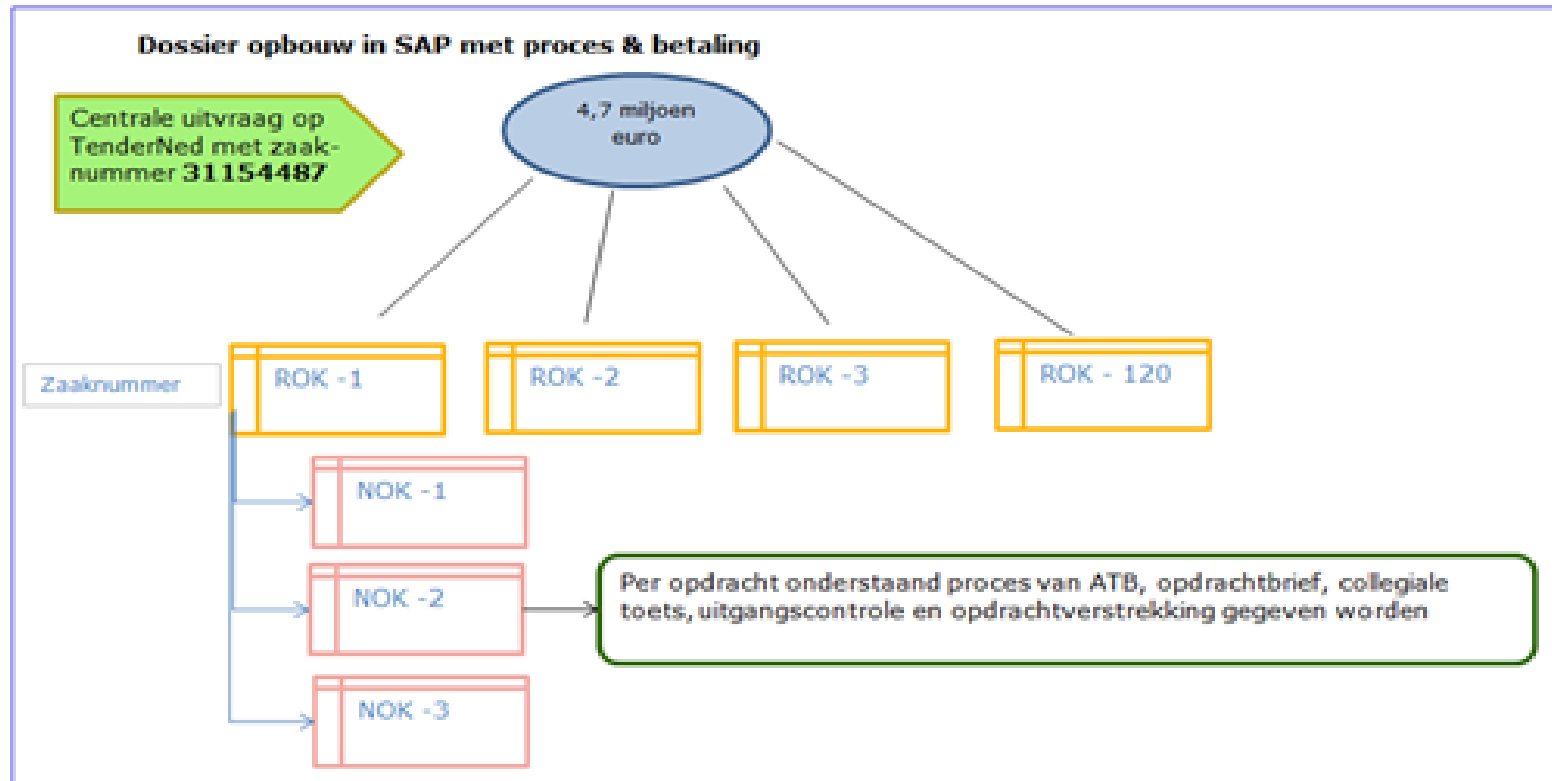 Dossier opbouw in SAP met proces & betaling
4,7 miljoen
euro
Centrale uitvraag op
TenderNed met zaak-
nummer 31154487
Zaaknummer
ROK -1
ROK -2
ROK -3
ROK - 120
NOK -1
NOK -2
Per opdracht onderstaand proces van ATB, opdrachtbrief, collegiale
toets, uitgangscontrole en opdrachtverstrekking gegeven worden
NOK -3